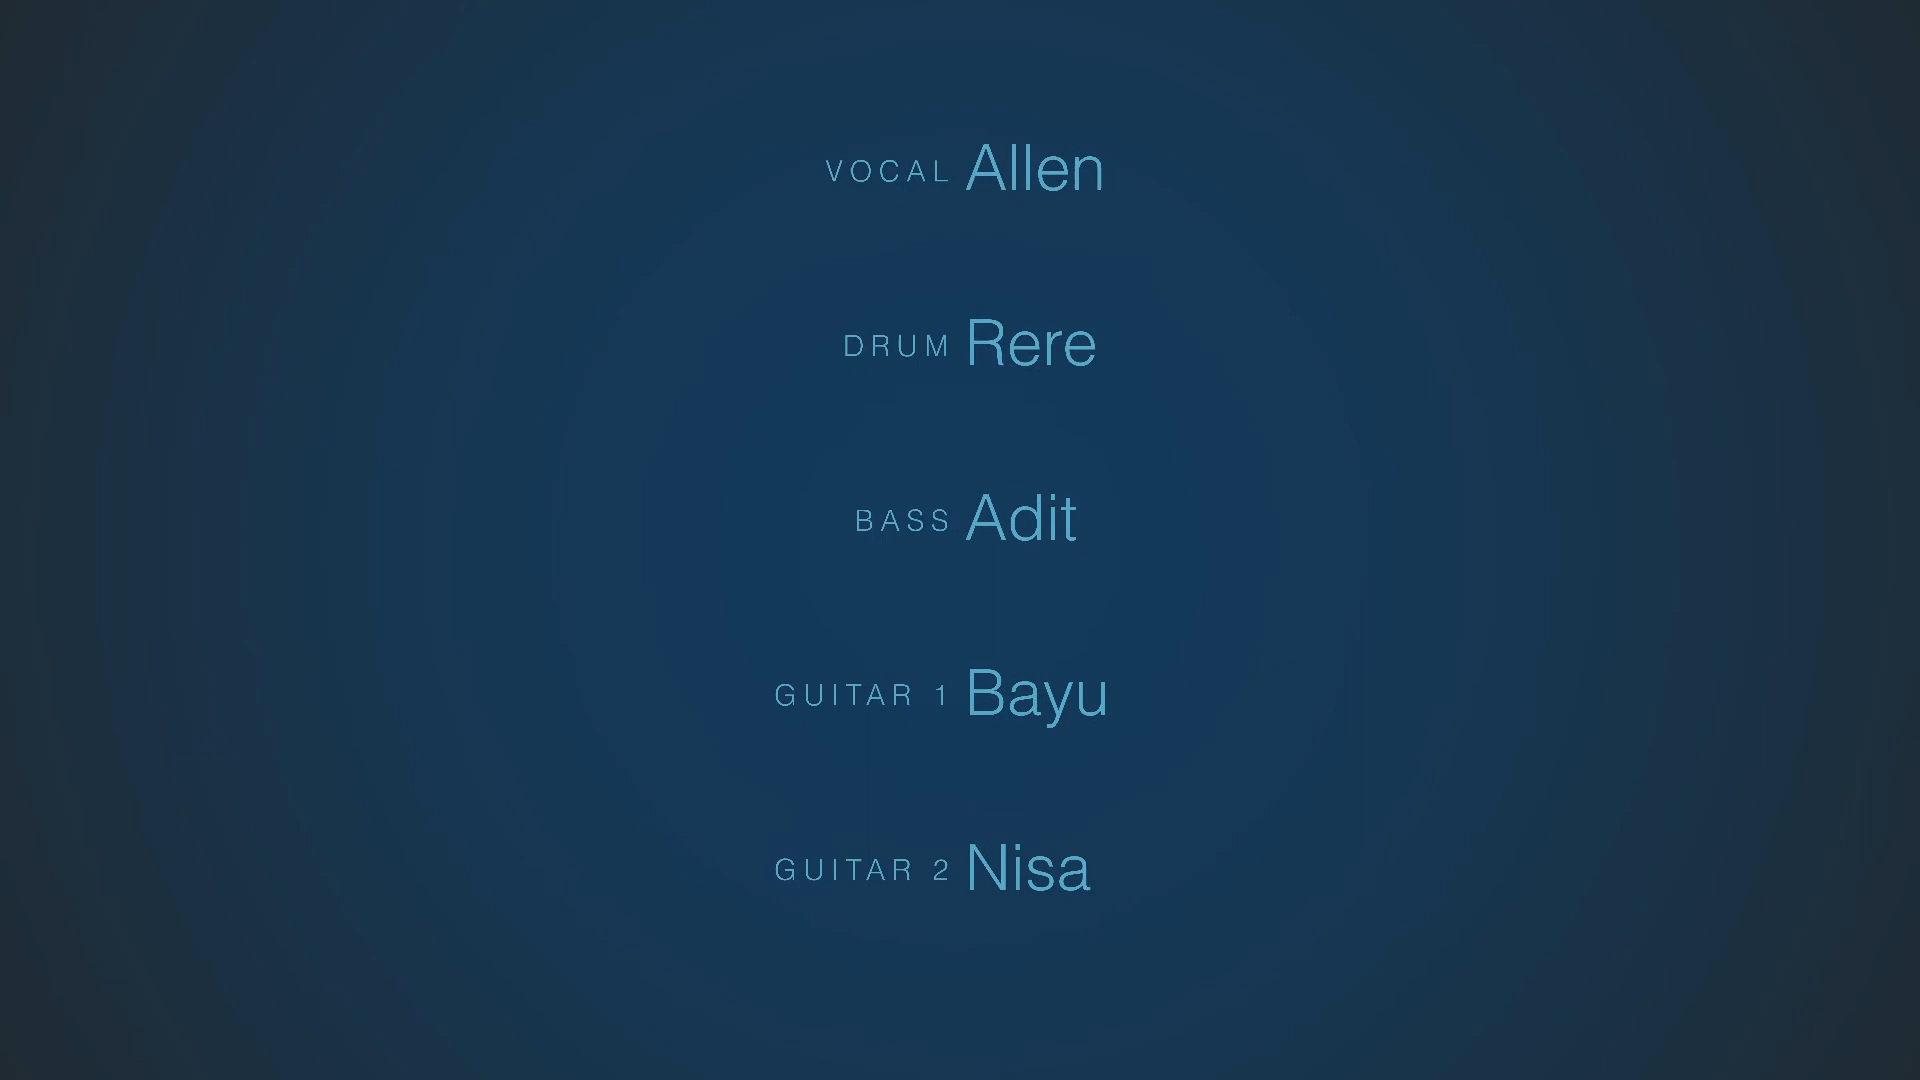 VOCAL Allen
DRUM Rere
BASS Adit
GUITAR 1 Bayu
GUITAR 2 Nisa